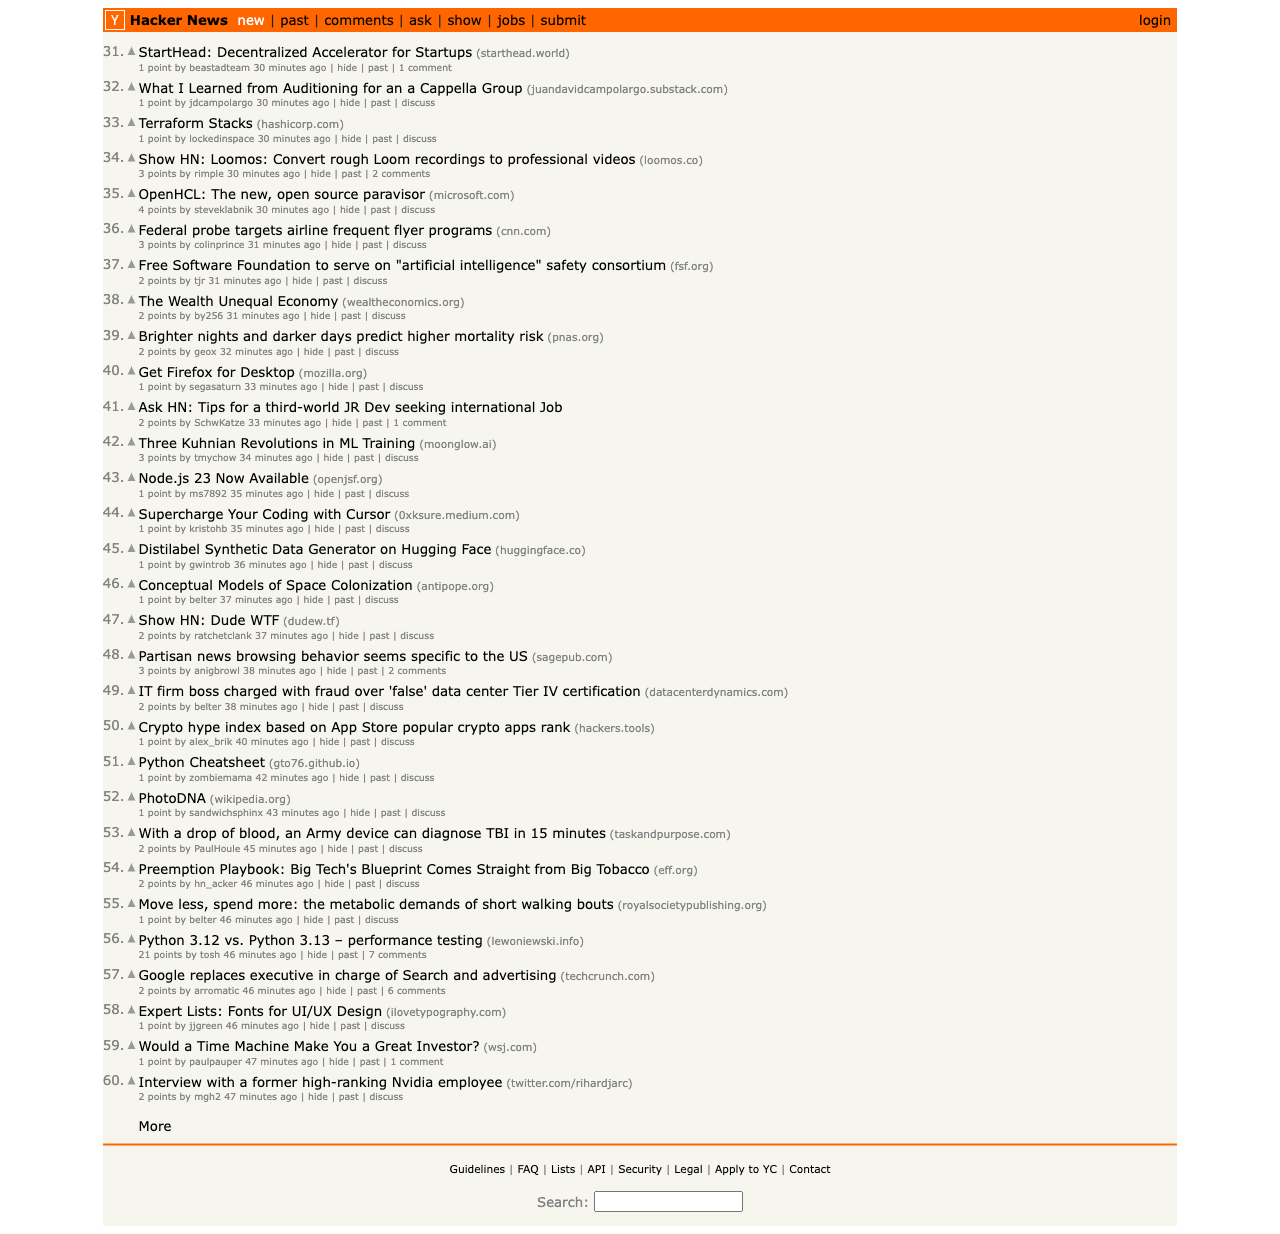 Y Hacker News new | past | comments | ask | show | jobs | submit login
31. StartHead: Decentralized Accelerator for Startups (starthead.world)
1 point by beastadteam 30 minutes ago | hide | past | 1 comment
32. What I Learned from Auditioning for an a Cappella Group (juandavidcampolargo.substack.com)
1 point by jdcampolargo 30 minutes ago | hide | past | discuss
33. Terraform Stacks (hashicorp.com)
1 point by lockedinspace 30 minutes ago | hide | past | discuss
34. Show HN: Loomos: Convert rough Loom recordings to professional videos (loomos.co)
3 points by rimple 30 minutes ago | hide | past | 2 comments
35. OpenHCL: The new, open source paravisor (microsoft.com)
4 points by steveklabnik 30 minutes ago | hide | past | discuss
36. Federal probe targets airline frequent flyer programs (cnn.com)
3 points by colinprince 31 minutes ago | hide | past | discuss
37. Free Software Foundation to serve on "artificial intelligence" safety consortium (fsf.org)
2 points by tjr 31 minutes ago | hide | past | discuss
38. The Wealth Unequal Economy (wealtheconomics.org)
2 points by by256 31 minutes ago | hide | past | discuss
39. Brighter nights and darker days predict higher mortality risk (pnas.org)
2 points by geox 32 minutes ago | hide | past | discuss
40. Get Firefox for Desktop (mozilla.org)
1 point by segasaturn 33 minutes ago | hide | past | discuss
41. Ask HN: Tips for a third-world JR Dev seeking international Job
2 points by SchwKatze 33 minutes ago | hide | past | 1 comment
42. Three Kuhnian Revolutions in ML Training (moonglow.ai)
3 points by tmychow 34 minutes ago | hide | past | discuss
43. Node.js 23 Now Available (openjsf.org)
1 point by ms7892 35 minutes ago | hide | past | discuss
44. Supercharge Your Coding with Cursor (0xksure.medium.com)
1 point by kristohb 35 minutes ago | hide | past | discuss
45. Distilabel Synthetic Data Generator on Hugging Face (huggingface.co)
1 point by gwintrob 36 minutes ago | hide | past | discuss
46. Conceptual Models of Space Colonization (antipope.org)
1 point by belter 37 minutes ago | hide | past | discuss
47. Show HN: Dude WTF (dudew.tf)
2 points by ratchetclank 37 minutes ago | hide | past | discuss
48. Partisan news browsing behavior seems specific to the US (sagepub.com)
3 points by anigbrowl 38 minutes ago | hide | past | 2 comments
49. IT firm boss charged with fraud over 'false' data center Tier IV certification (datacenterdynamics.com)
2 points by belter 38 minutes ago | hide | past | discuss
50. Crypto hype index based on App Store popular crypto apps rank (hackers.tools)
1 point by alex_brik 40 minutes ago | hide | past | discuss
51. Python Cheatsheet (gto76.github.io)
1 point by zombiemama 42 minutes ago | hide | past | discuss
52. PhotoDNA (wikipedia.org)
1 point by sandwichsphinx 43 minutes ago | hide | past | discuss
53. With a drop of blood, an Army device can diagnose TBI in 15 minutes (taskandpurpose.com)
2 points by PaulHoule 45 minutes ago | hide | past | discuss
54. Preemption Playbook: Big Tech's Blueprint Comes Straight from Big Tobacco (eff.org)
2 points by hn_acker 46 minutes ago | hide | past | discuss
55. Move less, spend more: the metabolic demands of short walking bouts (royalsocietypublishing.org)
1 point by belter 46 minutes ago | hide | past | discuss
56. Python 3.12 vs. Python 3.13 – performance testing (lewoniewski.info)
21 points by tosh 46 minutes ago | hide | past | 7 comments
57. Google replaces executive in charge of Search and advertising (techcrunch.com)
2 points by arromatic 46 minutes ago | hide | past | 6 comments
58. Expert Lists: Fonts for UI/UX Design (ilovetypography.com)
1 point by jjgreen 46 minutes ago | hide | past | discuss
59. Would a Time Machine Make You a Great Investor? (wsj.com)
1 point by paulpauper 47 minutes ago | hide | past | 1 comment
60. Interview with a former high-ranking Nvidia employee (twitter.com/rihardjarc)
2 points by mgh2 47 minutes ago | hide | past | discuss
More
Guidelines | FAQ | Lists | API | Security | Legal | Apply to YC | Contact
Search: